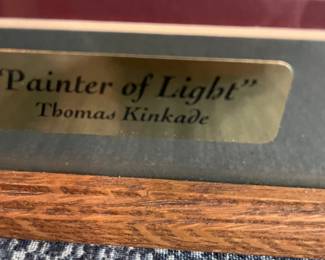 "Painter of Light"
Thomas Kinkade